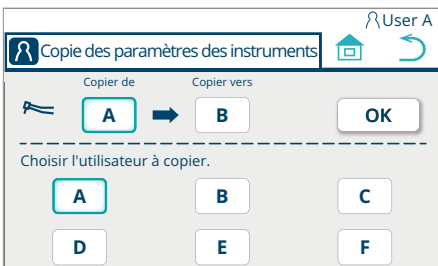 User A
Copie des paramètres des instruments
Copier de Copier vers
A B OK
Choisir l'utilisateur à copier.
A B C
D E F